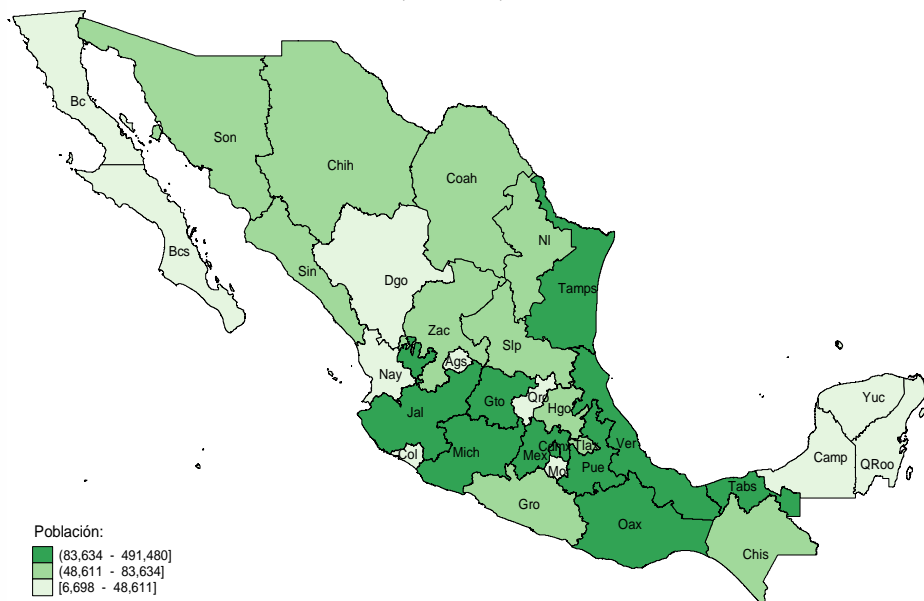 Bc
Son
Chih
Coah
Bcs
Sin
Dgo
Nl
Tamps
Zac
Slp
Nay
Ags
Jal
Gto
Qro
Hgo
Col
Mich
Mex
Cdmx
Tlax
Mor
Pue
Ver
Gro
Oax
Tabs
Chis
Camp
Yuc
QRoo
Población:
(83,634 - 491,480]
(48,611 - 83,634]
[6,698 - 48,611]